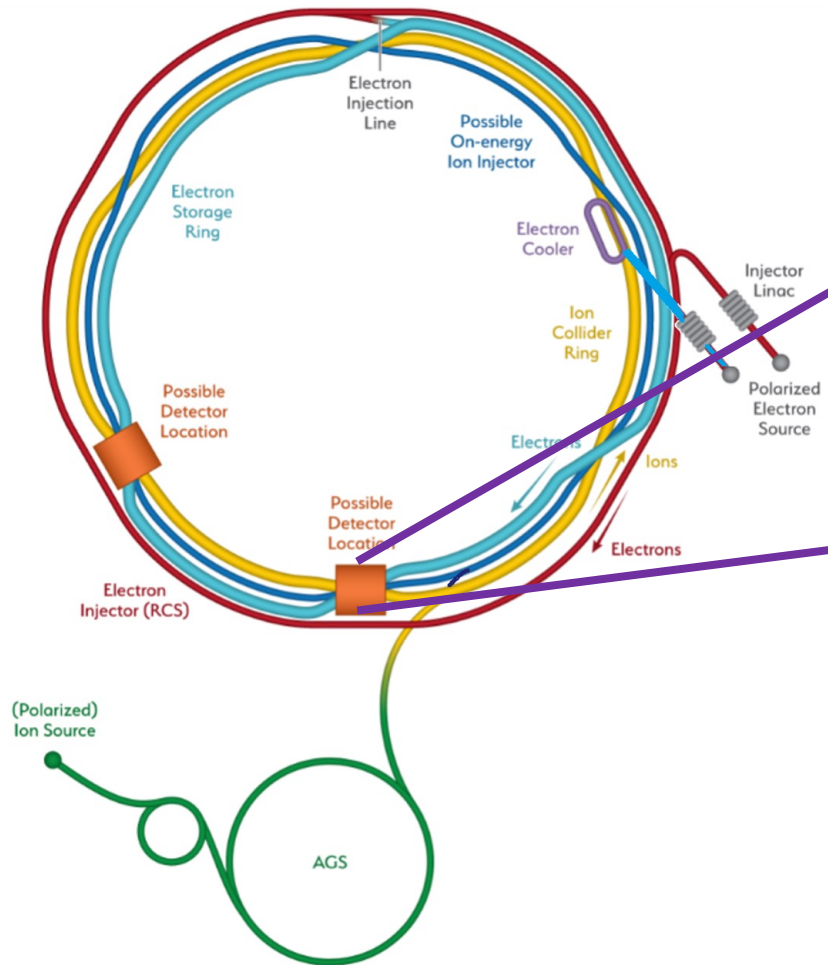 Electron
Injection
Line
Possible
On-energy
Ion Injector
Electron
Storage
Ring
Electron
Cooler
Injector
Linac
Ion
Collider
Ring
Polarized
Electron
Source
Possible
Detector
Location
Electrons
Ions
Possible
Detector
Location
Electrons
Electron
Injector (RCS)
(Polarized)
Ion Source
AGS